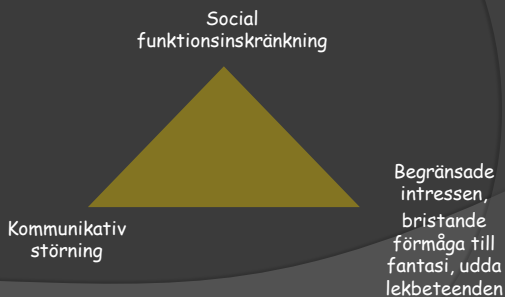 Social
funktionsinskränkning
Kommunikativ
störning
Begränsade
intressen,
bristande
förmåga till
fantasi, udda
lekbeteenden